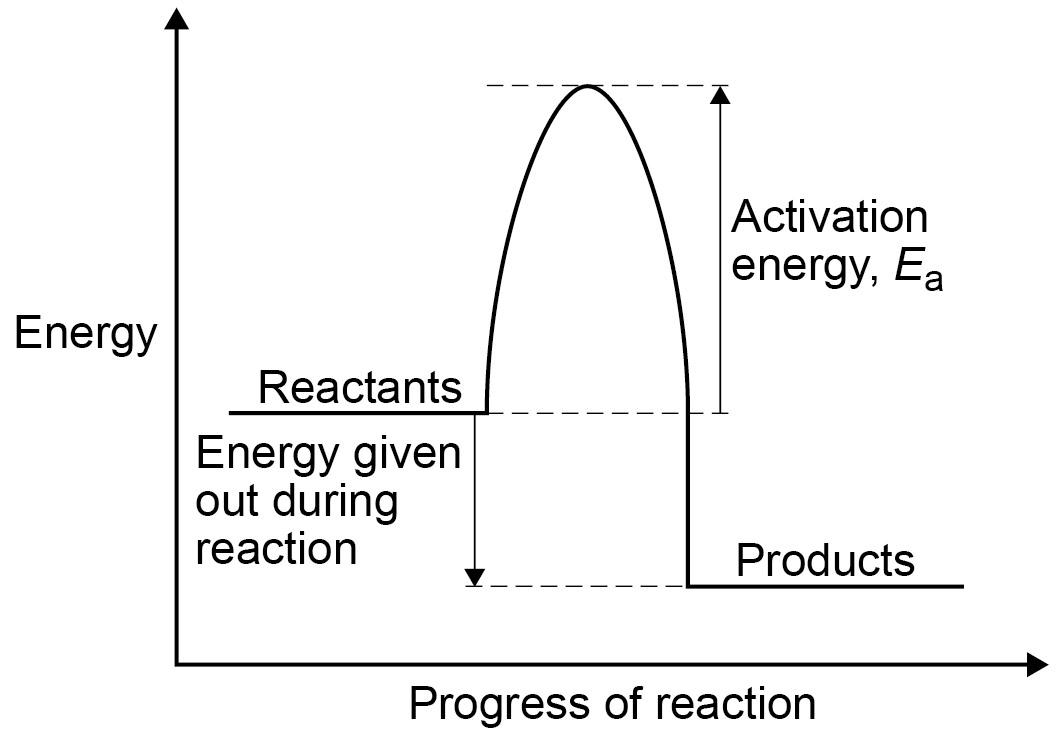 Activation
energy, Ea
Energy
Reactants
Energy given
out during
reaction
Products
Progress of reaction